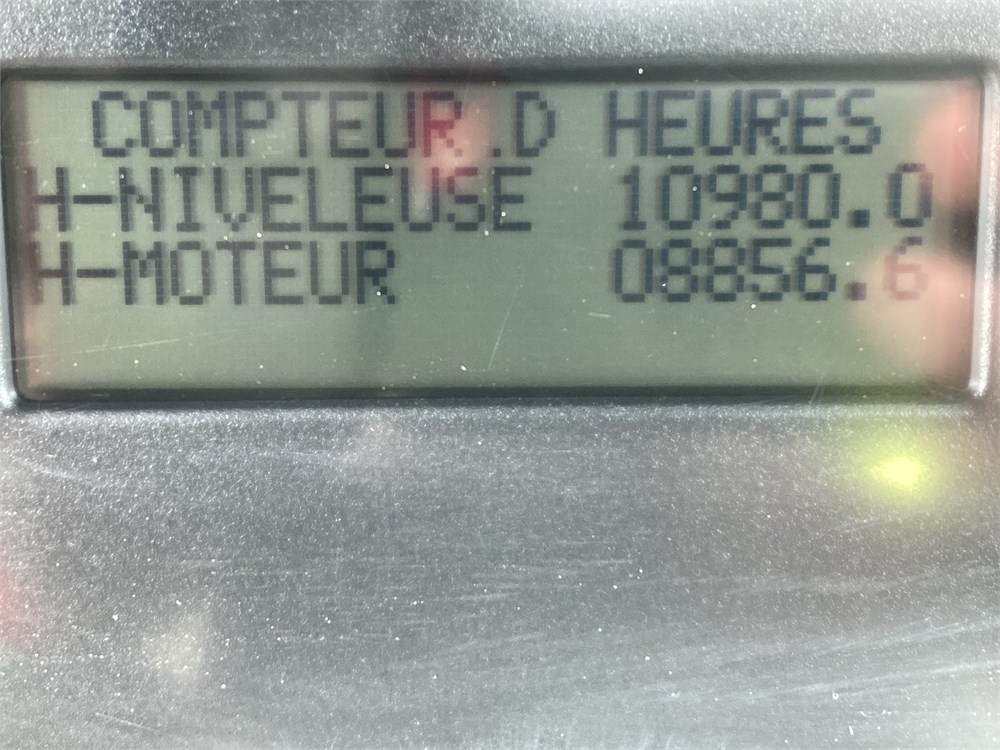 COMPTEUR D HEURES
H-NIVELEUSE 10980.0
H-MOTEUR 08856.6